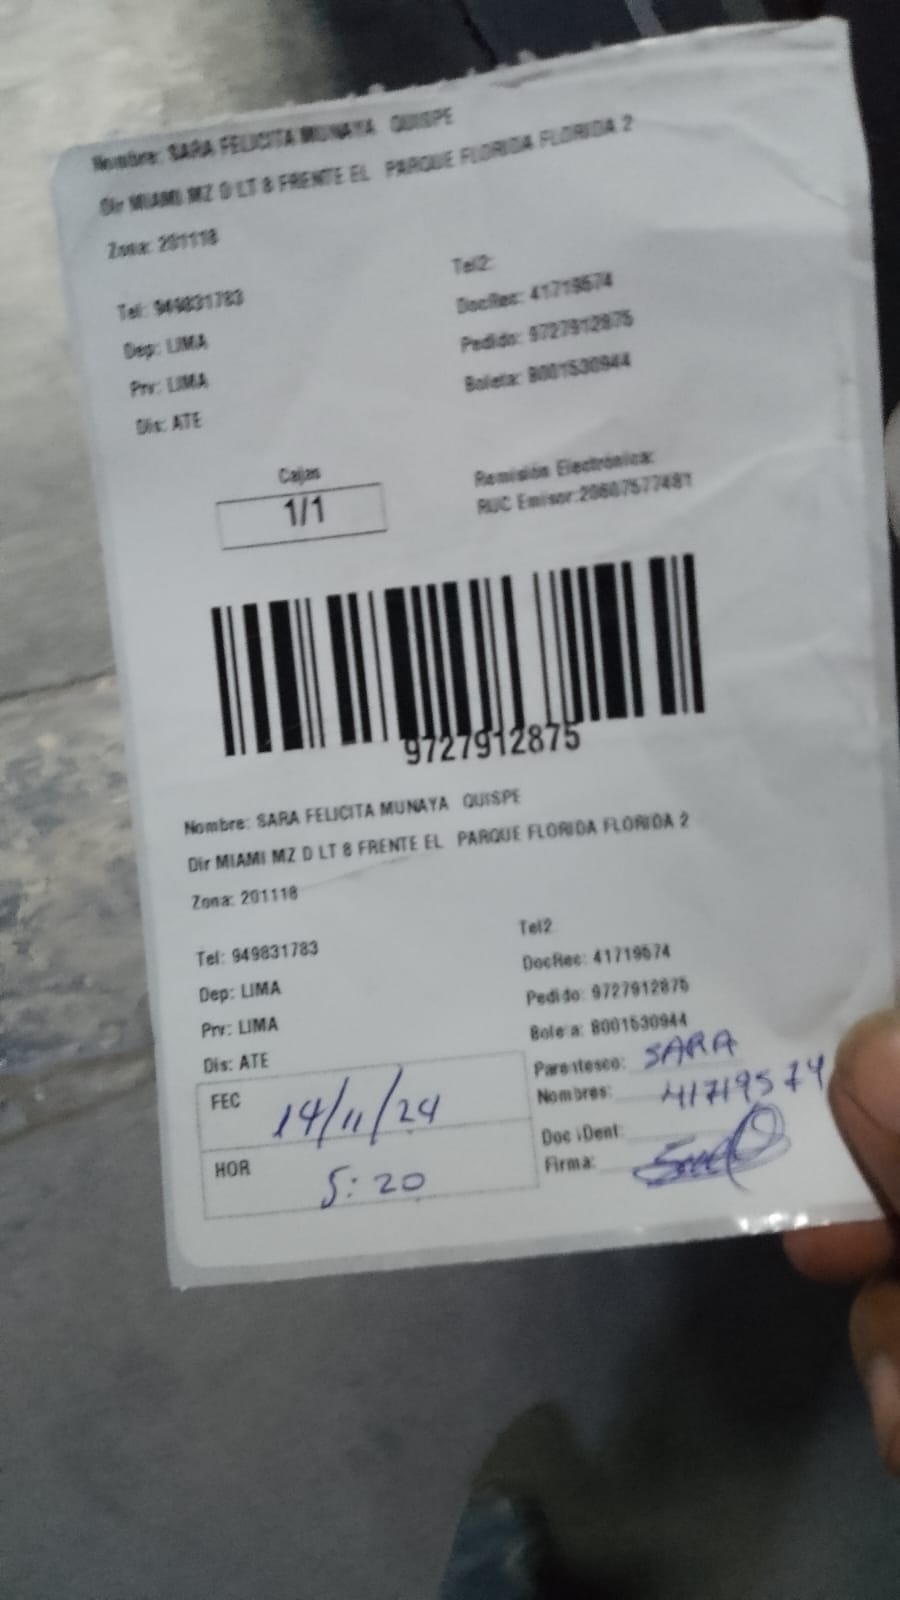 Nombre: SARA FELICITA MUNAYA QUISPE
Dir MIAMI MZ D LT 8 FRENTE EL PARQUE FLORIDA FLORIDA 2
Zona: 201118
Tel: 949831783
Tel2:
Dep: LIMA
DocRec: 41719574
Prv: LIMA
Pedido: 9727912875
Dis: ATE
Boleta: B001530944
Cajas
1/1
Remisión Electrónica:
RUC Emisor:20607577481
9727912875
Nombre: SARA FELICITA MUNAYA QUISPE
Dir MIAMI MZ D LT 8 FRENTE EL PARQUE FLORIDA FLORIDA 2
Zona: 201118
Tel: 949831783
Tel2
Dep: LIMA
DocRec: 41719574
Prv: LIMA
Pedido: 9727912875
Dis: ATE
Boleta: B001530944
FEC 14/11/24
HOR 5:20
Parentesco: SARA
Nombres: 41719574
Doc iDent:
Firma: